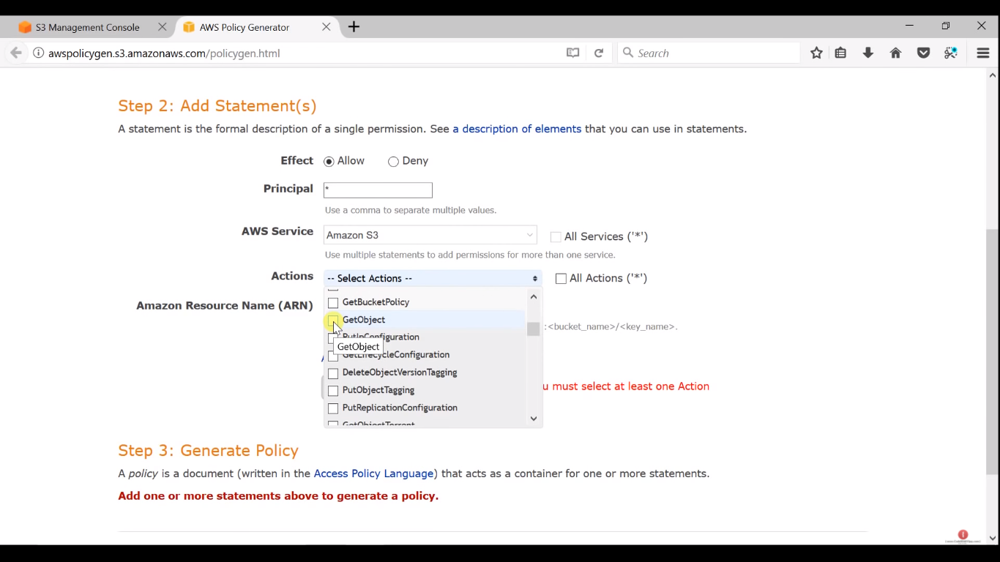 S3 Management Console
AWS Policy Generator
awspolicygen.s3.amazonaws.com/policygen.html
Search
Step 2: Add Statement(s)
A statement is the formal description of a single permission. See a description of elements that you can use in statements.
Effect Allow Deny
Principal *
Use a comma to separate multiple values.
AWS Service Amazon S3 All Services ('*')
Use multiple statements to add permissions for more than one service.
Actions -- Select Actions -- All Actions ('*')
GetBucketPolicy
Amazon Resource Name (ARN)
GetObject
:<bucket_name>/<key_name>.
PutIpConfiguration
GetObject
GetLifecycleConfiguration
DeleteObjectVersionTagging
PutObjectTagging
must select at least one Action
PutReplicationConfiguration
GetObjectTorrent
Step 3: Generate Policy
A policy is a document (written in the Access Policy Language) that acts as a container for one or more statements.
Add one or more statements above to generate a policy.